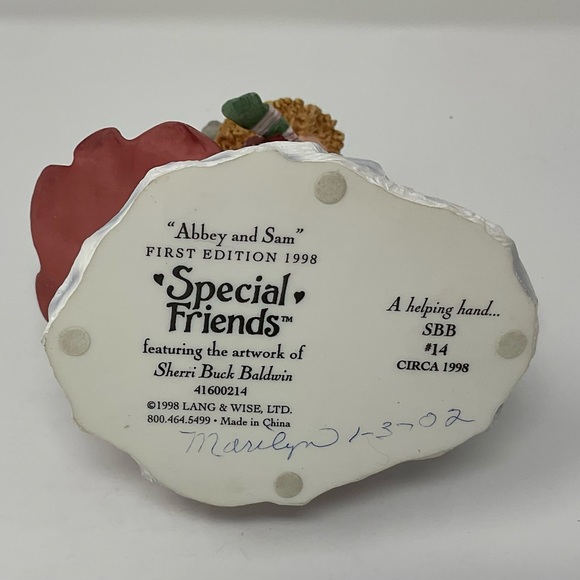 "Abbey and Sam"
FIRST EDITION 1998
Special
Friends™
featuring the artwork of
Sherri Buck Baldwin
41600214
©1998 LANG & WISE, LTD.
800.464.5499 • Made in China
A helping hand...
SBB
#14
CIRCA 1998
Marilyn 1-3-02